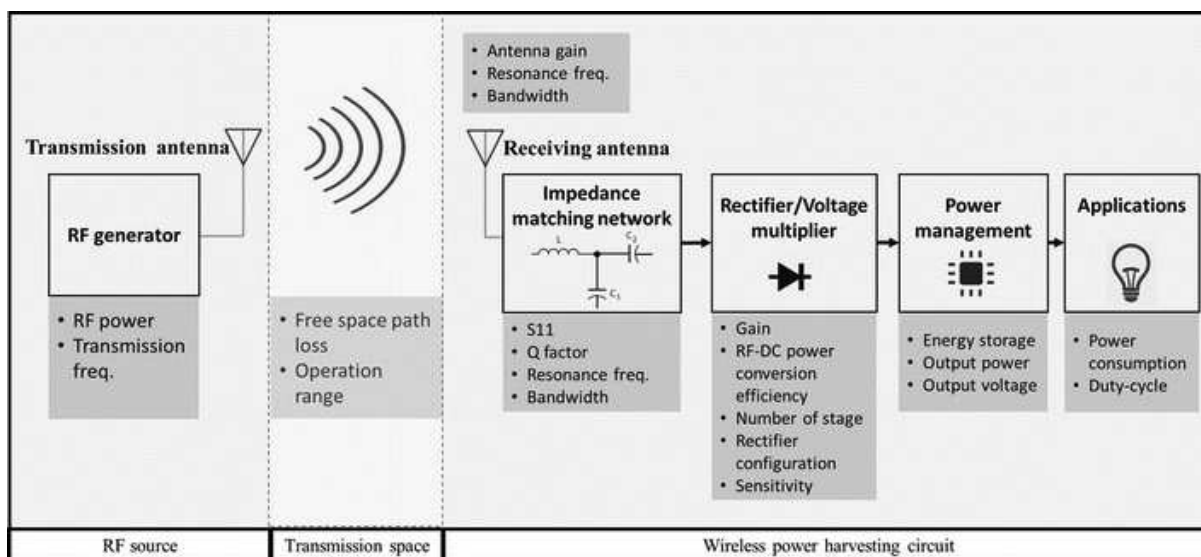 • Antenna gain
• Resonance freq.
• Bandwidth
Transmission antenna
Receiving antenna
RF generator
• RF power
• Transmission
freq.
• Free space path
loss
• Operation
range
Impedance
matching network
L
C2
C1
• S11
• Q factor
• Resonance freq.
• Bandwidth
Rectifier/Voltage
multiplier
• Gain
• RF-DC power
conversion
efficiency
• Number of stage
• Rectifier
configuration
• Sensitivity
Power
management
• Energy storage
• Output power
• Output voltage
Applications
• Power
consumption
• Duty-cycle
RF source
Transmission space
Wireless power harvesting circuit